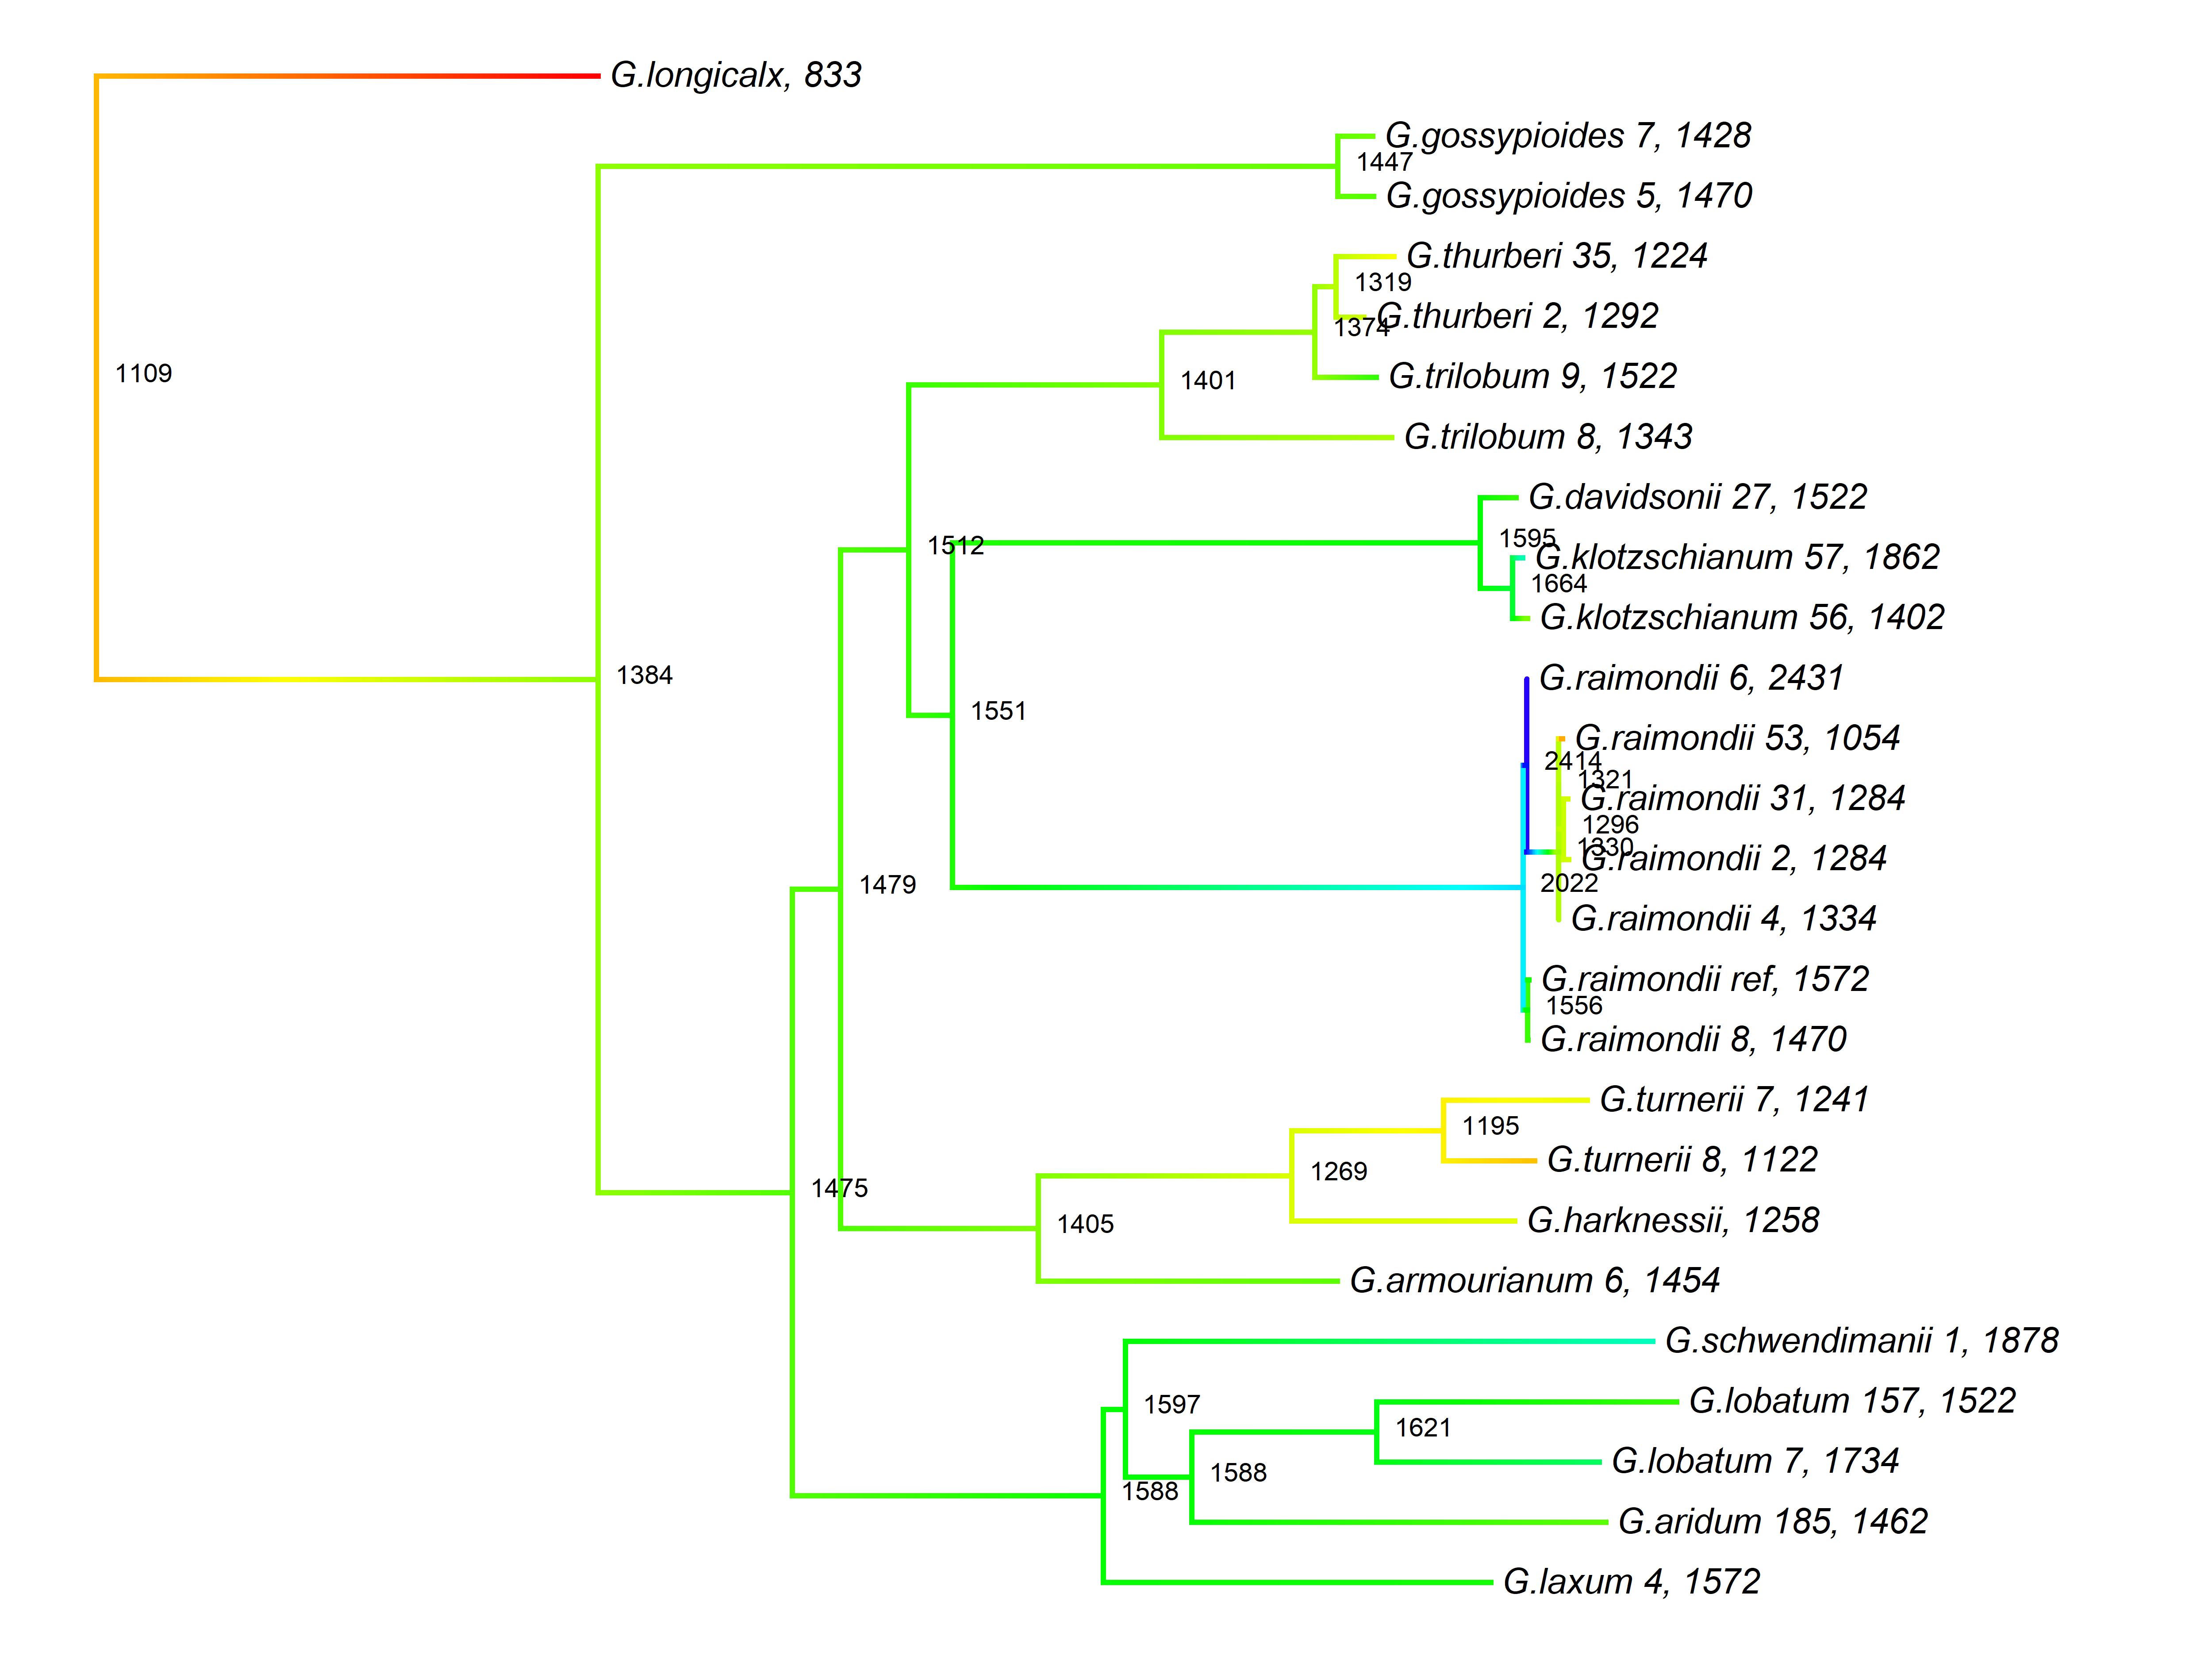 G.longicalx, 833
G.gossypioides 7, 1428
1447
G.gossypioides 5, 1470
G.thurberi 35, 1224
1319
G.thurberi 2, 1292
1374
1109
G.trilobum 9, 1522
1401
G.trilobum 8, 1343
G.davidsonii 27, 1522
1595
1512
G.klotzschianum 57, 1862
1664
G.klotzschianum 56, 1402
1384
G.raimondii 6, 2431
1551
G.raimondii 53, 1054
2414
1321
G.raimondii 31, 1284
1296
1330
G.raimondii 2, 1284
1479
2022
G.raimondii 4, 1334
G.raimondii ref, 1572
1556
G.raimondii 8, 1470
G.turnerii 7, 1241
1195
G.turnerii 8, 1122
1269
1475
G.harknessii, 1258
1405
G.armourianum 6, 1454
G.schwendimanii 1, 1878
1597
G.lobatum 157, 1522
1621
G.lobatum 7, 1734
1588
1588
G.aridum 185, 1462
G.laxum 4, 1572